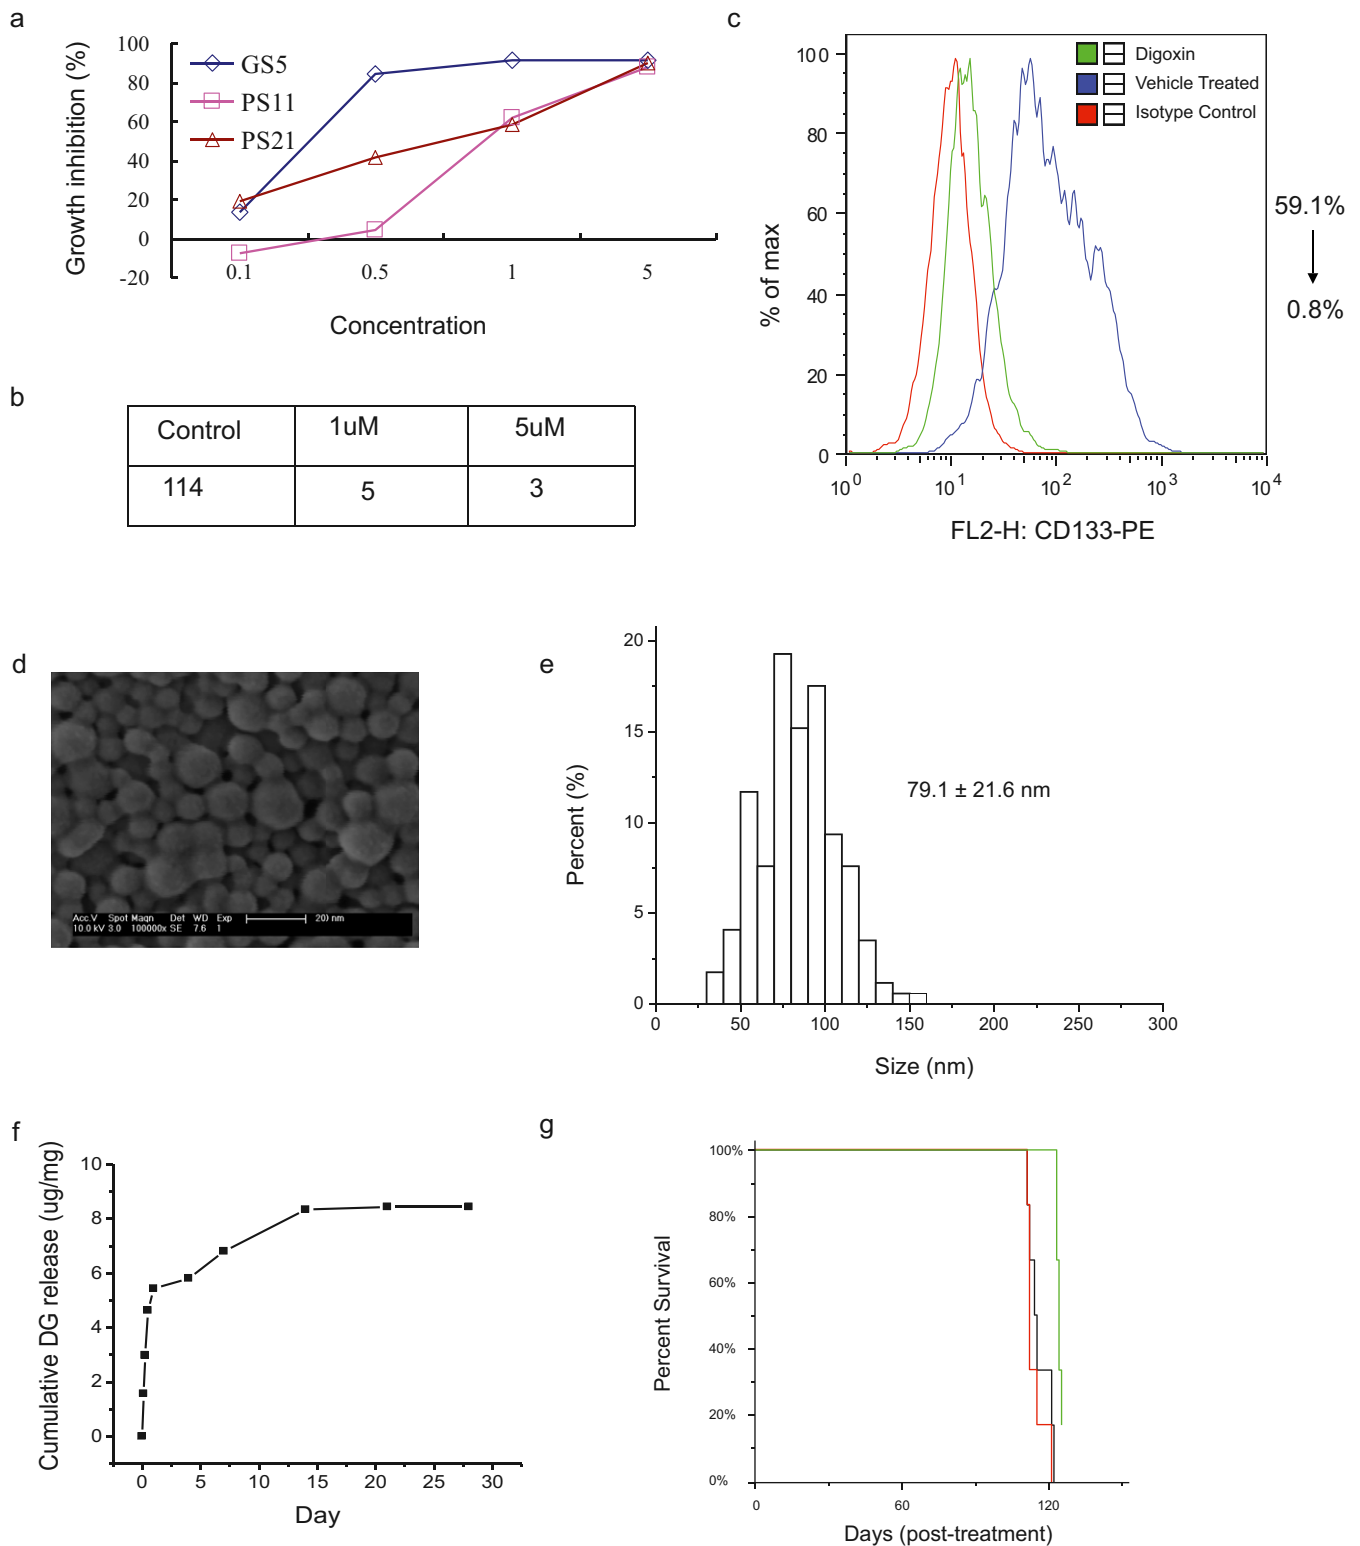 a
100
80
60
40
20
0
-20
Growth inhibition (%)
GS5
PS11
PS21
0.1 0.5 1 5
Concentration
b
Control 1uM 5uM
114 5 3
c
100
80
60
40
20
0
% of max
Digoxin
Vehicle Treated
Isotype Control
10^0 10^1 10^2 10^3 10^4
FL2-H: CD133-PE
59.1%
0.8%
d
Acc.V Spot Magn Det WD Exp
10.0 kV 3.0 100000x SE 7.6 1
nm
e
20
15
10
5
0
Percent (%)
79.1 ± 21.6 nm
0 50 100 150 200 250 300
Size (nm)
f
10
8
6
4
2
0
Cumulative DG release (ug/mg)
0 5 10 15 20 25 30
Day
g
100%
80%
60%
40%
20%
0%
Percent Survival
0 60 120
Days (post-treatment)